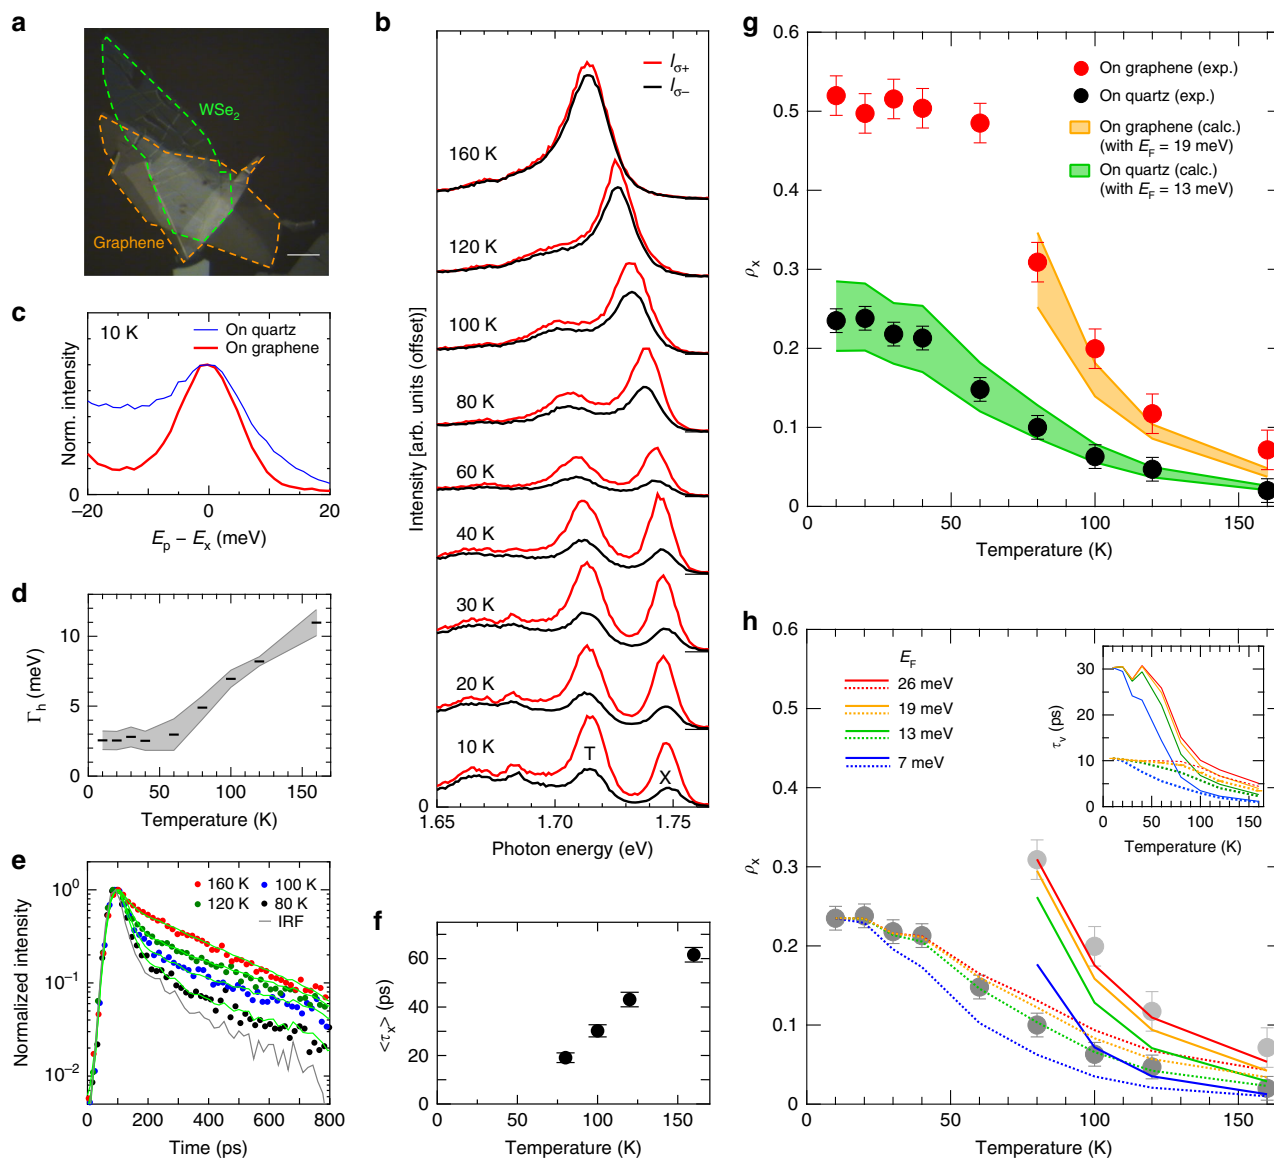 a
WSe2
Graphene
b
Iσ+
Iσ−
160 K
120 K
100 K
80 K
60 K
40 K
30 K
20 K
10 K
T
X
Intensity [arb. units (offset)]
0
1.65
1.70
1.75
Photon energy (eV)
c
10 K
On quartz
On graphene
Norm. intensity
0
−20
0
20
Ep − Ex (meV)
d
Γh (meV)
10
5
0
0
50
100
150
Temperature (K)
e
160 K
100 K
120 K
80 K
IRF
Normalized intensity
10^0
10^−1
10^−2
0
200
400
600
800
Time (ps)
f
<τx> (ps)
60
40
20
0
0
50
100
150
Temperature (K)
g
On graphene (exp.)
On quartz (exp.)
On graphene (calc.)
(with EF = 19 meV)
On quartz (calc.)
(with EF = 13 meV)
ρx
0.6
0.5
0.4
0.3
0.2
0.1
0
0
50
100
150
Temperature (K)
h
EF
26 meV
19 meV
13 meV
7 meV
τv (ps)
30
20
10
0
0
50
100
150
Temperature (K)
ρx
0.6
0.5
0.4
0.3
0.2
0.1
0
0
50
100
150
Temperature (K)